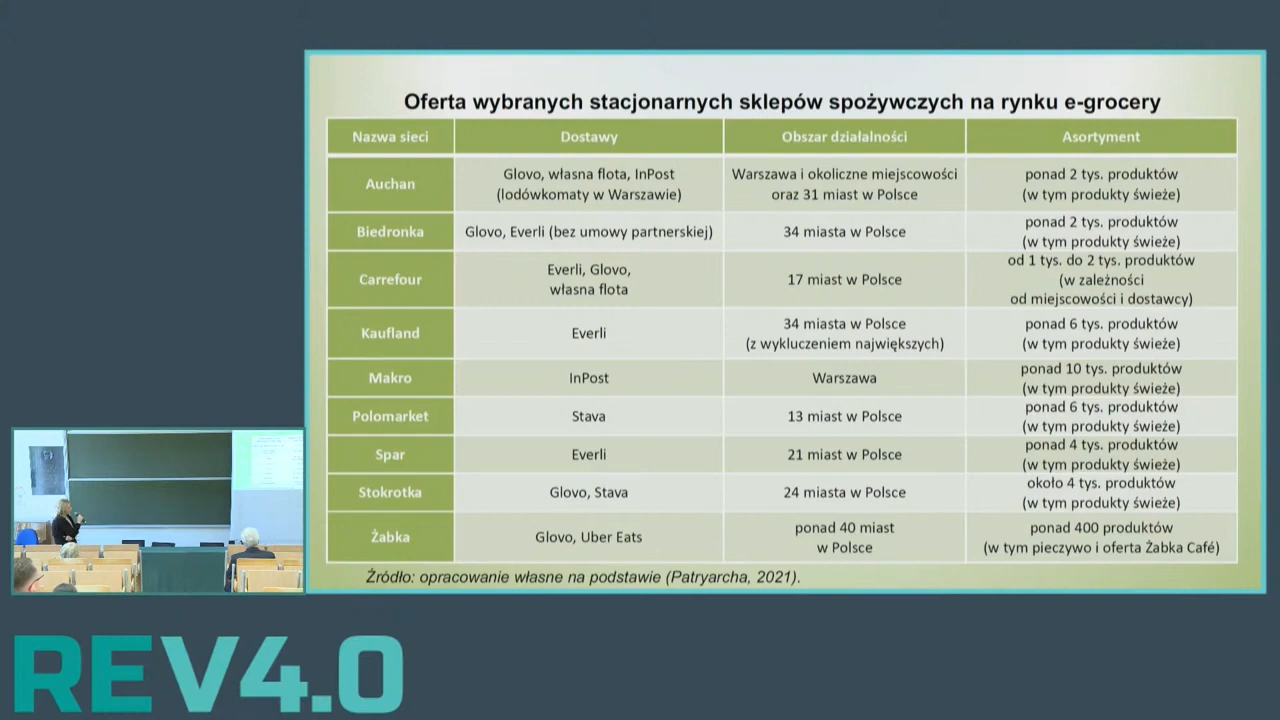 Oferta wybranych stacjonarnych sklepów spożywczych na rynku e-grocery
Nazwa sieci Dostawy Obszar działalności Asortyment
Auchan
Glovo, własna flota, InPost
(lodówkomaty w Warszawie)
Warszawa i okoliczne miejscowości
oraz 31 miast w Polsce
ponad 2 tys. produktów
(w tym produkty świeże)
Biedronka
Glovo, Everli (bez umowy partnerskiej)
34 miasta w Polsce
ponad 2 tys. produktów
(w tym produkty świeże)
Carrefour
Everli, Glovo,
własna flota
17 miast w Polsce
od 1 tys. do 2 tys. produktów
(w zależności
od miejscowości i dostawcy)
Kaufland
Everli
34 miasta w Polsce
(z wykluczeniem największych)
ponad 6 tys. produktów
(w tym produkty świeże)
Makro
InPost
Warszawa
ponad 10 tys. produktów
(w tym produkty świeże)
Polomarket
Stava
13 miast w Polsce
ponad 6 tys. produktów
(w tym produkty świeże)
Spar
Everli
21 miast w Polsce
ponad 4 tys. produktów
(w tym produkty świeże)
Stokrotka
Glovo, Stava
24 miasta w Polsce
około 4 tys. produktów
(w tym produkty świeże)
Żabka
Glovo, Uber Eats
ponad 40 miast
w Polsce
ponad 400 produktów
(w tym pieczywo i oferta Żabka Café)
Źródło: opracowanie własne na podstawie (Patryarcha, 2021).
REV4.0